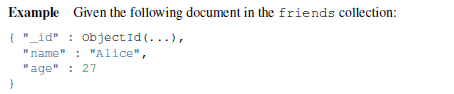 Example Given the following document in the friends collection:
{ "_id" : ObjectId(...),
"name" : "Alice",
"age" : 27
}